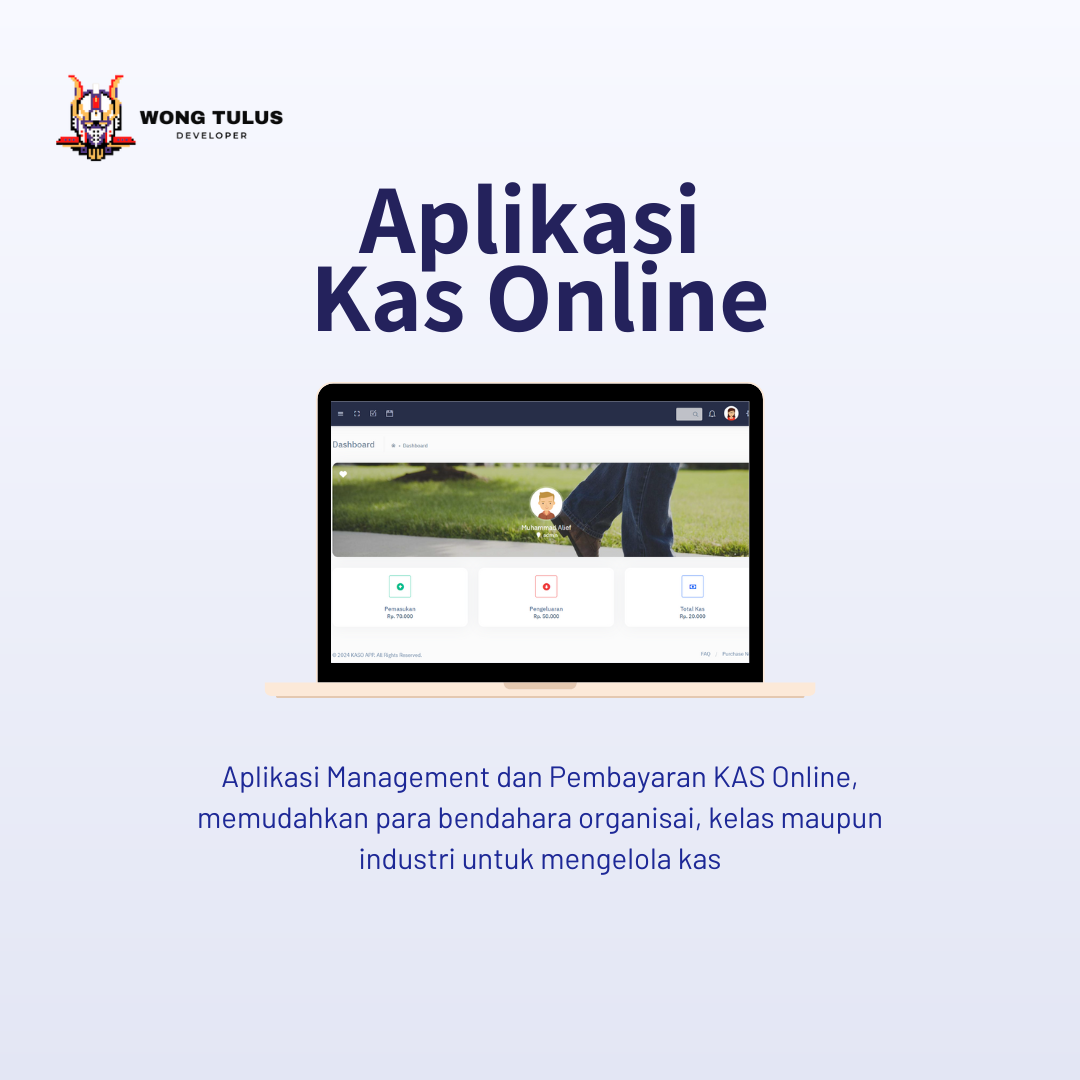 WONG TULUS
DEVELOPER
Aplikasi
Kas Online
Dashboard
- Dashboard
Muhammad Alief
admin
Pemasukan
Rp. 70.000
Pengeluaran
Rp. 50.000
Total Kas
Rp. 20.000
© 2024 KASO APP. All Rights Reserved.
FAQ
Purchase N
Aplikasi Management dan Pembayaran KAS Online,
memudahkan para bendahara organisai, kelas maupun
industri untuk mengelola kas